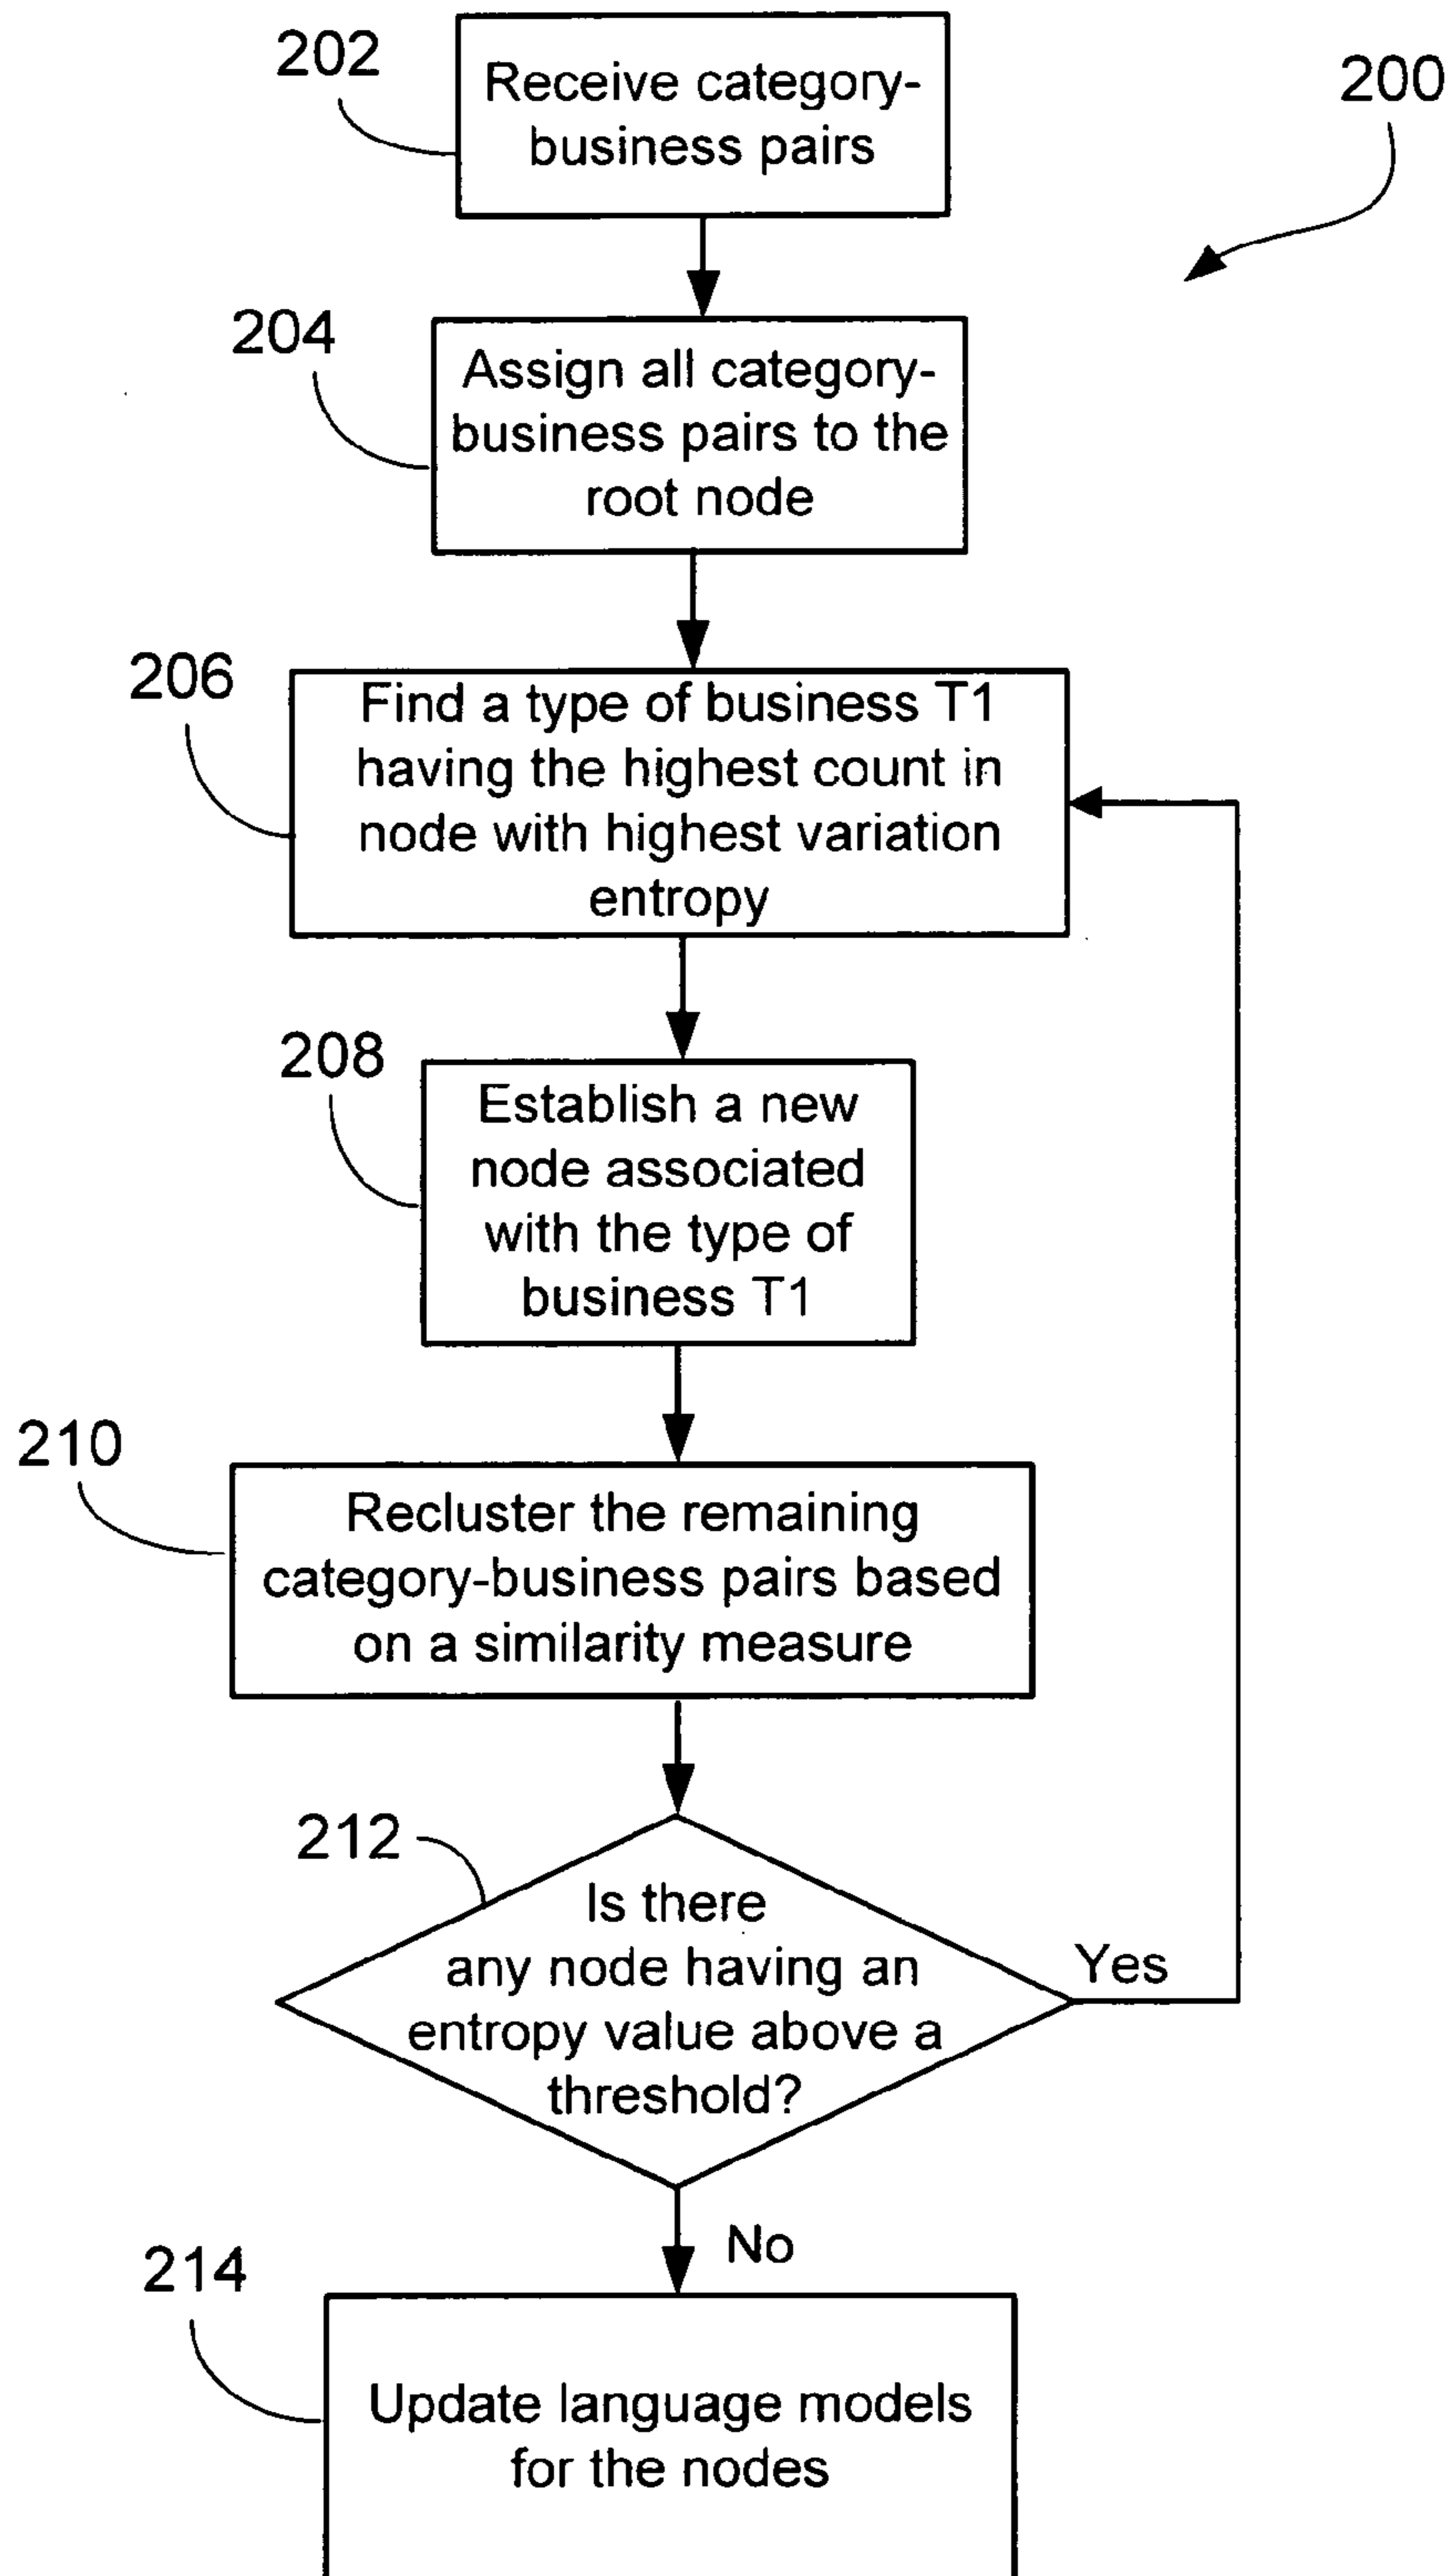 202
Receive category-
business pairs
200
204
Assign all category-
business pairs to the
root node
206
Find a type of business T1
having the highest count in
node with highest variation
entropy
208
Establish a new
node associated
with the type of
business T1
210
Recluster the remaining
category-business pairs based
on a similarity measure
212
Is there
any node having an
entropy value above a
threshold?
Yes
No
214
Update language models
for the nodes